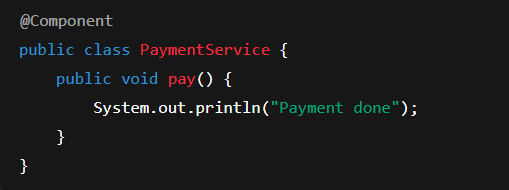 @Component
public class PaymentService {
    public void pay() {
        System.out.println("Payment done");
    }
}